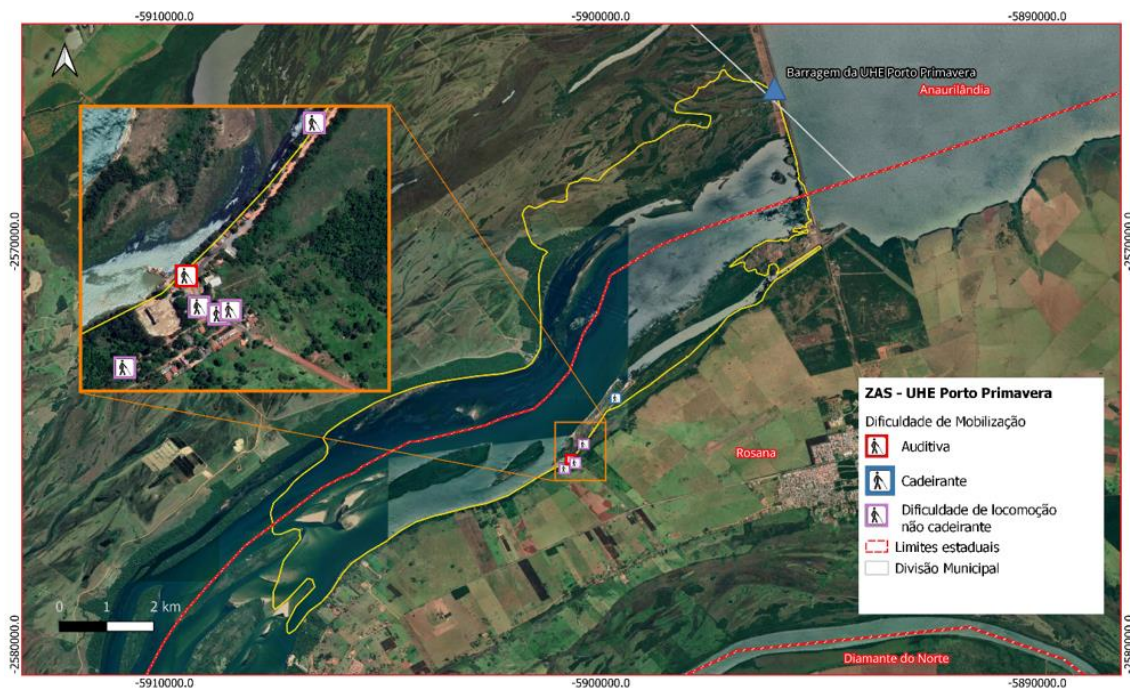 -5910000.0
-5900000.0
-5890000.0
Barragem da UHE Porto Primavera
Anaurilândia
-2570000.0
-2570000.0
Rosana
ZAS - UHE Porto Primavera
Dificuldade de Mobilização
Auditiva
Cadeirante
Dificuldade de locomoção
não cadeirante
Limites estaduais
Divisão Municipal
0 1 2 km
Diamante do Norte
-2580000.0
-2580000.0
-5910000.0
-5900000.0
-5890000.0